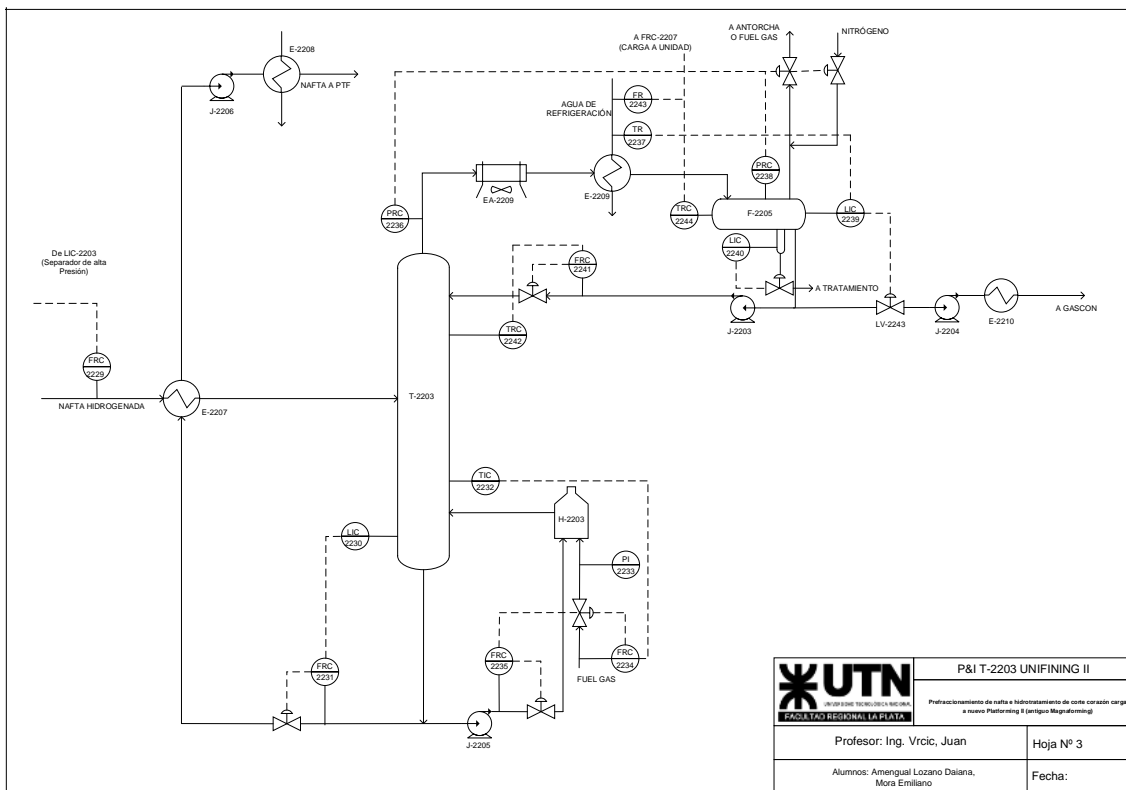 E-2208
NAFTA A PTF
J-2206
A FRC-2207
(CARGA A UNIDAD)
A ANTORCHA
O FUEL GAS
NITRÓGENO
AGUA DE
REFRIGERACIÓN
FR
2243
TR
2237
PRC
2238
EA-2209
E-2209
PRC
2236
TRC
2244
F-2205
LIC
2239
LIC
2240
A TRATAMIENTO
De LIC-2203
(Separador de alta
Presión)
FRC
2241
TRC
2242
J-2203
LV-2243
J-2204
E-2210
A GASCON
FRC
2229
NAFTA HIDROGENADA
E-2207
T-2203
TIC
2232
H-2203
LIC
2230
PI
2233
FRC
2231
FRC
2235
FRC
2234
FUEL GAS
J-2205
UTN
UNIVERSIDAD TECNOLÓGICA NACIONAL
FACULTAD REGIONAL LA PLATA
P&I T-2203 UNIFINING II
Prefraccionamiento de nafta e hidrotratamiento de corte corazón carga
a nuevo Platforming II (antiguo Magnaforming)
Profesor: Ing. Vrcic, Juan
Hoja Nº 3
Alumnos: Amengual Lozano Daiana,
Mora Emiliano
Fecha: